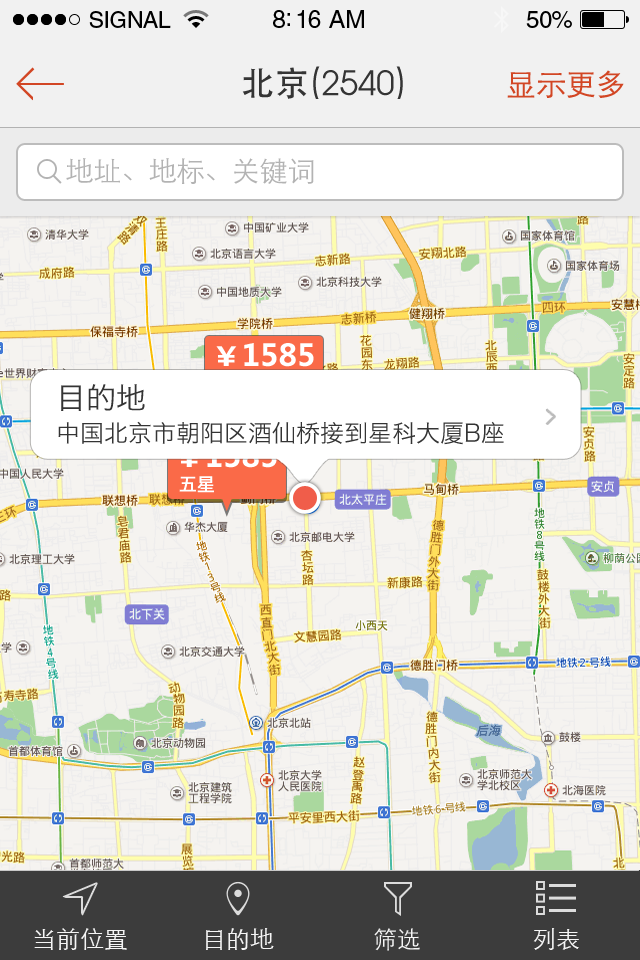 SIGNAL 8:16 AM 50%
北京(2540)
显示更多
地址、地标、关键词
清华大学
成府路
中国矿业大学
北京语言大学
志新路
安翔北路
国家体育馆
国家体育场
中国地质大学
北京科技大学
四环
安慧桥
保福寺桥
学院桥
志新桥
健翔桥
¥1585
龙翔路
目的地
中国北京市朝阳区酒仙桥接到星科大厦B座
五星
中国人民大学
联想桥
北太平庄
马甸桥
安贞
安贞路
安定路
北辰路
花园东
皂君庙路
华杰大厦
北京邮电大学
德胜门外大街
地铁8号线
北京理工大学
地铁13号线
杏坛路
新康路
鼓楼外大街
柳荫公
北下关
西直门北大街
小西天
文慧园路
地铁4号线
北京交通大学
德胜门桥
地铁2号线
万寿寺路
动物园路
北京北站
首都体育馆
北京动物园
德胜门内大街
后海
鼓楼
赵登禹路
北京大学
人民医院
北京师范大
学北校区
北海医院
北京建筑
工程学院
平安里西大街
地铁6号线
展览馆
首都师范大
当前位置
目的地
筛选
列表